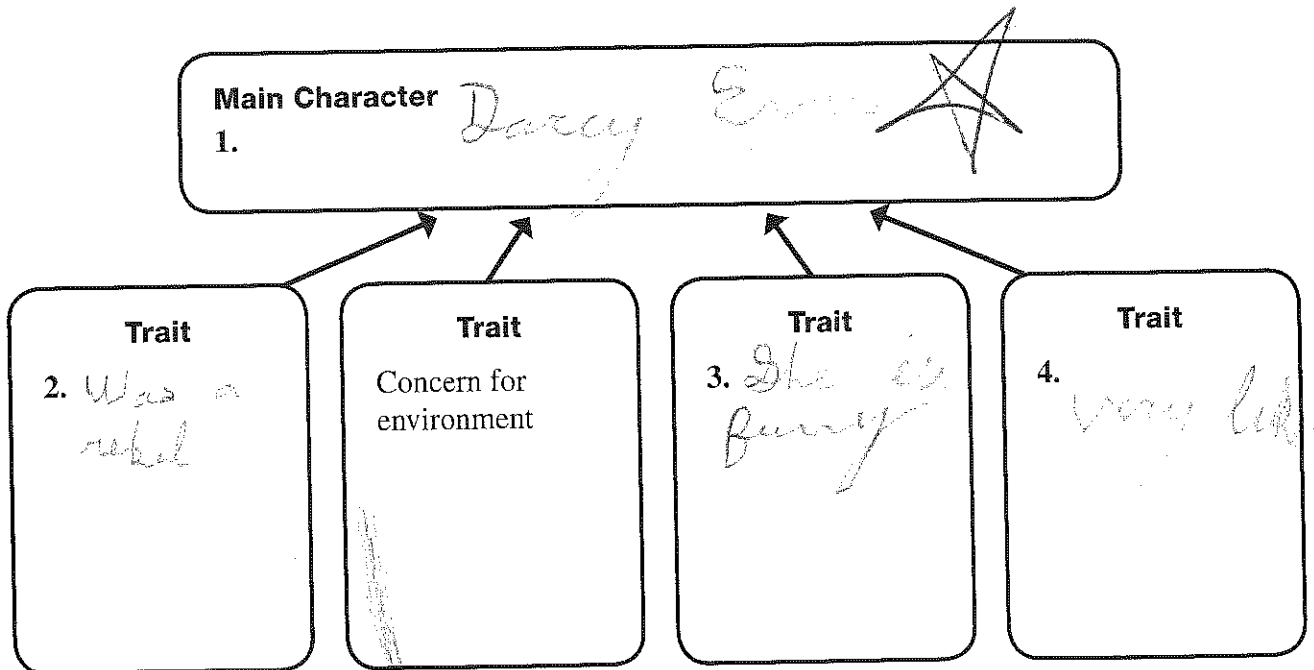 Main Character Darcy
1.
Trait
2. Was a
rebel
Trait
Concern for
environment
Trait
3. She is
funny
Trait
4.
very